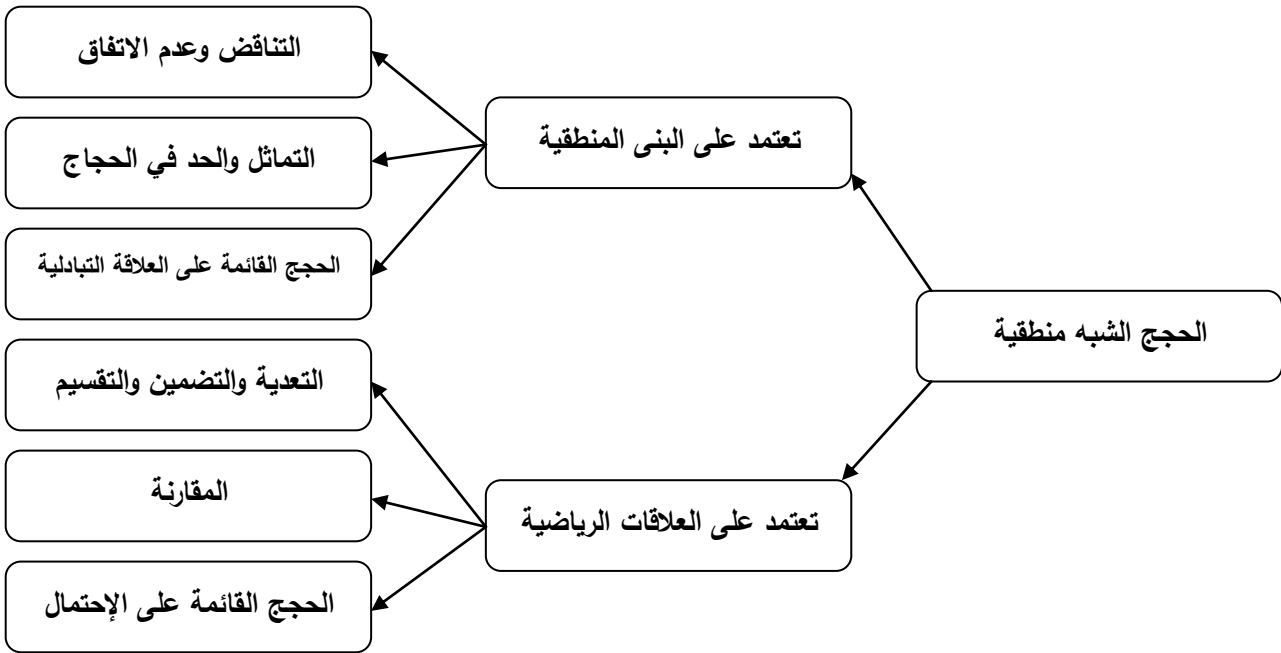 الحجج الشبه منطقية
تعتمد على البنى المنطقية
التناقض وعدم الاتفاق
التماثل والحد في الحجاج
الحجج القائمة على العلاقة التبادلية
تعتمد على العلاقات الرياضية
التعدية والتضمين والتقسيم
المقارنة
الحجج القائمة على الإحتمال